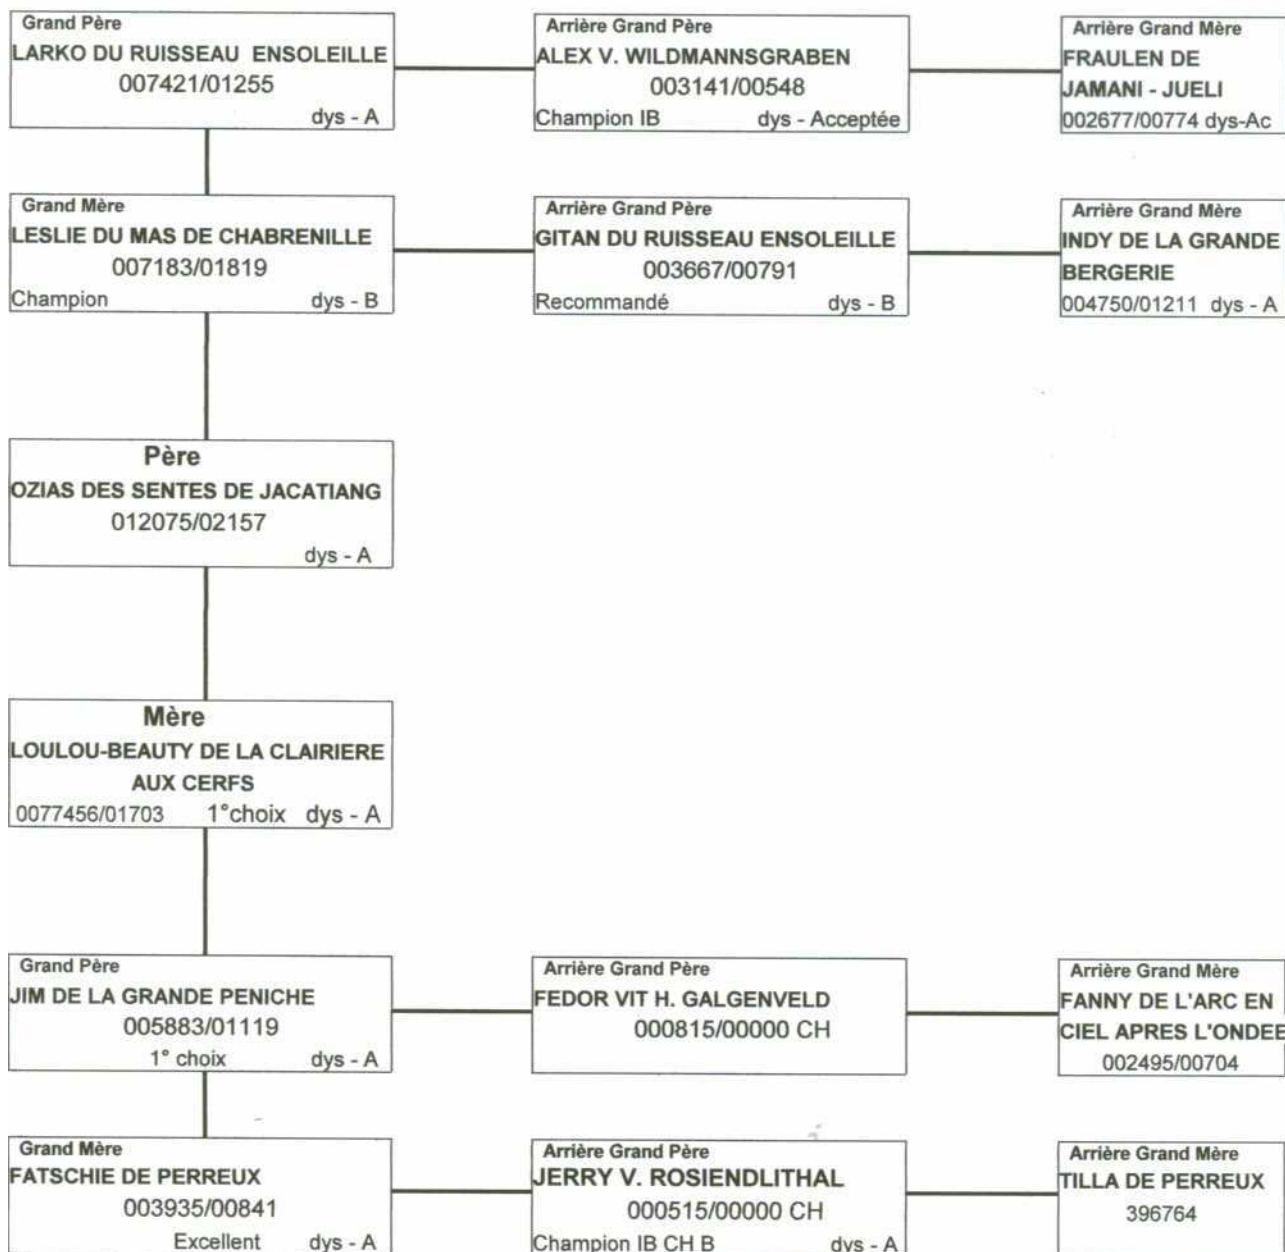 Grand Père
LARKO DU RUISSEAU ENSOLEILLE
007421/01255
dys - A
Arrière Grand Père
ALEX V. WILDMANNSGRABEN
003141/00548
Champion IB dys - Acceptée
Arrière Grand Mère
FRAULEN DE
JAMANI - JUELI
002677/00774 dys-Ac
Grand Mère
LESLIE DU MAS DE CHABRENILLE
007183/01819
Champion dys - B
Arrière Grand Père
GITAN DU RUISSEAU ENSOLEILLE
003667/00791
Recommandé dys - B
Arrière Grand Mère
INDY DE LA GRANDE
BERGERIE
004750/01211 dys - A
Père
OZIAS DES SENTES DE JACATIANG
012075/02157
dys - A
Mère
LOULOU-BEAUTY DE LA CLAIRIERE
AUX CERFS
0077456/01703 1°choix dys - A
Grand Père
JIM DE LA GRANDE PENICHE
005883/01119
1° choix dys - A
Arrière Grand Père
FEDOR VIT H. GALGENVELD
000815/00000 CH
Arrière Grand Mère
FANNY DE L'ARC EN
CIEL APRES L'ONDEE
002495/00704
Grand Mère
FATSCHIE DE PERREUX
003935/00841
Excellent dys - A
Arrière Grand Père
JERRY V. ROSIENDLITHAL
000515/00000 CH
Champion IB CH B dys - A
Arrière Grand Mère
TILLA DE PERREUX
396764